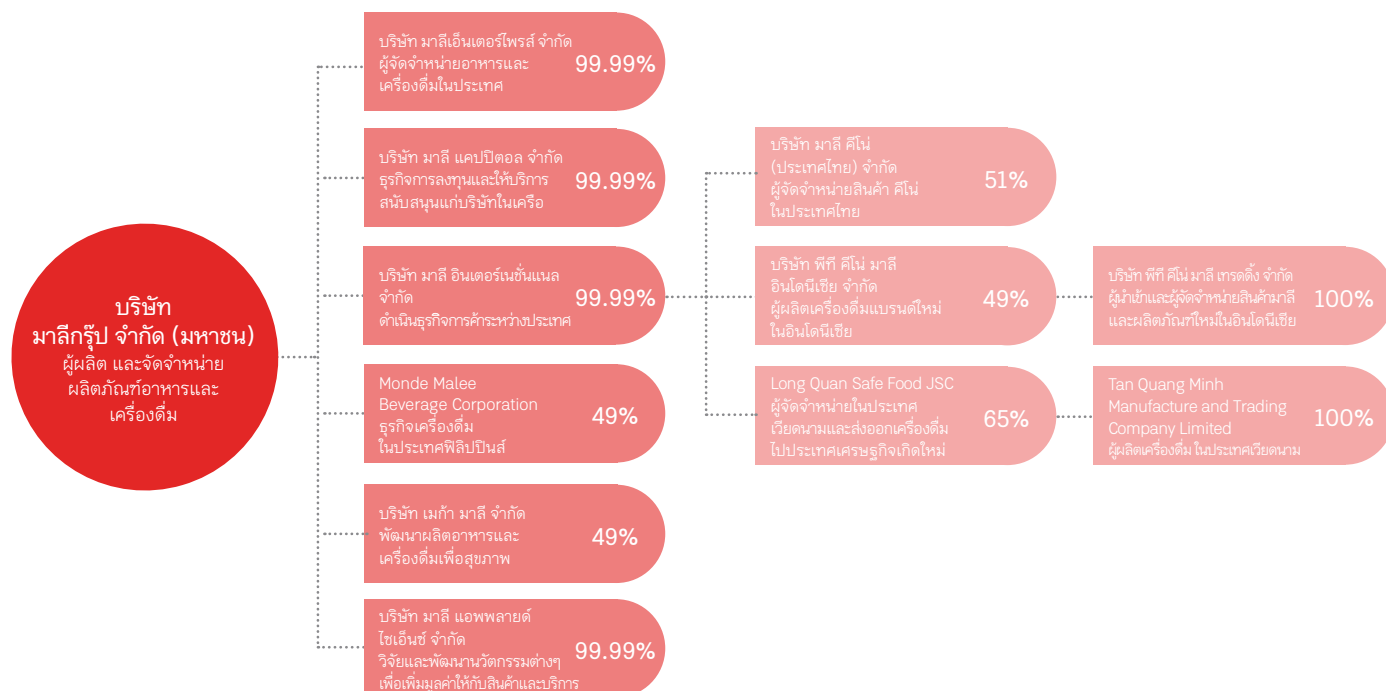 บริษัท
มาลีกรุ๊ป จำกัด (มหาชน)
ผู้ผลิต และจัดจำหน่าย
ผลิตภัณฑ์อาหารและ
เครื่องดื่ม
บริษัท มาลีเอ็นเตอร์ไพรส์ จำกัด
ผู้จัดจำหน่ายอาหารและ
เครื่องดื่มในประเทศ
99.99%
บริษัท มาลี แคปปิตอล จำกัด
ธุรกิจการลงทุนและให้บริการ
สนับสนุนแก่บริษัทในเครือ
99.99%
บริษัท มาลี อินเตอร์เนชั่นแนล
จำกัด
ดำเนินธุรกิจการค้าระหว่างประเทศ
99.99%
Monde Malee
Beverage Corporation
ธุรกิจเครื่องดื่ม
ในประเทศฟิลิปปินส์
49%
บริษัท เมก้า มาลี จำกัด
พัฒนาผลิตอาหารและ
เครื่องดื่มเพื่อสุขภาพ
49%
บริษัท มาลี แอพพลายด์
ไซเอ็นซ์ จำกัด
วิจัยและพัฒนานวัตกรรมต่างๆ
เพื่อเพิ่มมูลค่าให้กับสินค้าและบริการ
99.99%
บริษัท มาลี คีโน่
(ประเทศไทย) จำกัด
ผู้จัดจำหน่ายสินค้า คีโน่
ในประเทศไทย
51%
บริษัท พีที คีโน่ มาลี
อินโดนีเซีย จำกัด
ผู้ผลิตเครื่องดื่มแบรนด์ใหม่
ในอินโดนีเซีย
49%
Long Quan Safe Food JSC
ผู้จัดจำหน่ายในประเทศ
เวียดนามและส่งออกเครื่องดื่ม
ไปประเทศเศรษฐกิจเกิดใหม่
65%
บริษัท พีที คีโน่ มาลี เทรดดิ้ง จำกัด
ผู้นำเข้าและผู้จัดจำหน่ายสินค้ามาลี
และผลิตภัณฑ์ใหม่ในอินโดนีเซีย
100%
Tan Quang Minh
Manufacture and Trading
Company Limited
ผู้ผลิตเครื่องดื่ม ในประเทศเวียดนาม
100%